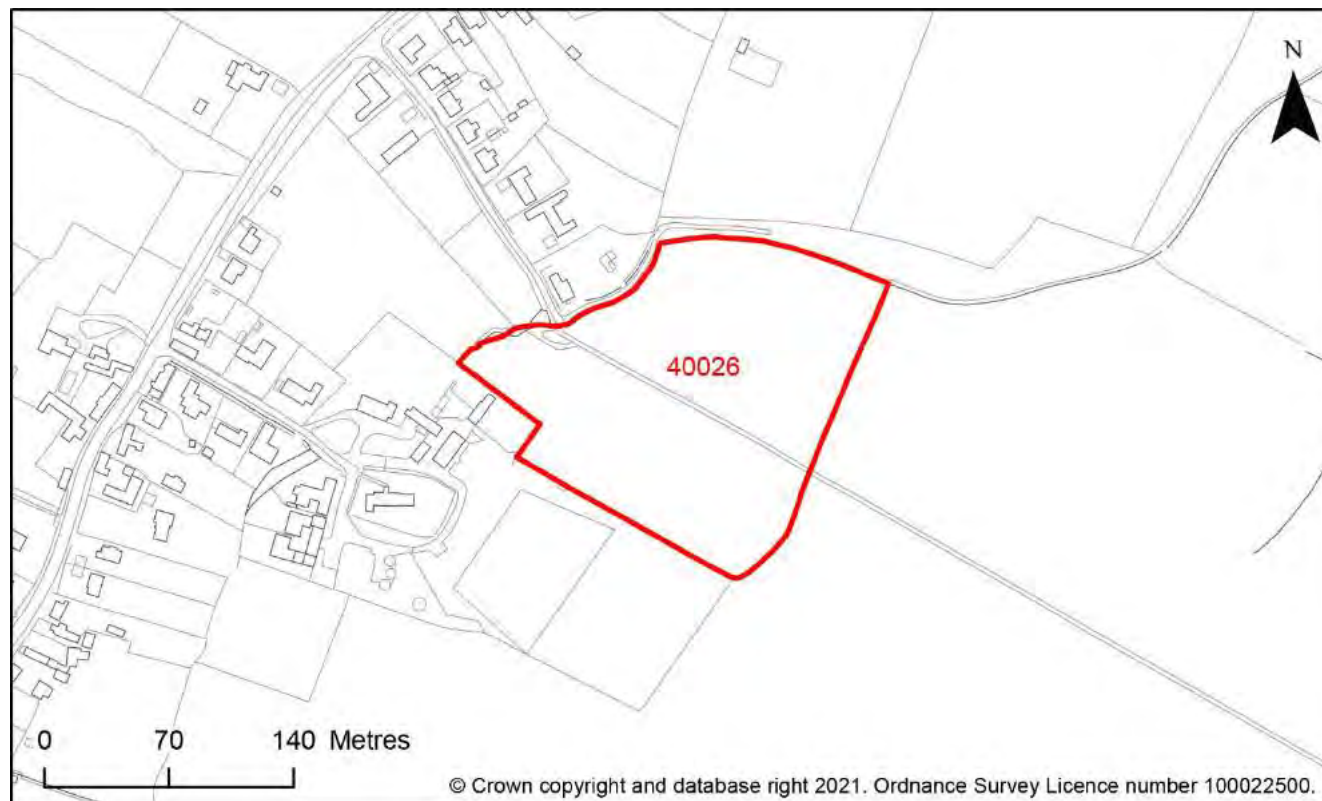 N
40026
0 70 140 Metres
© Crown copyright and database right 2021. Ordnance Survey Licence number 100022500.